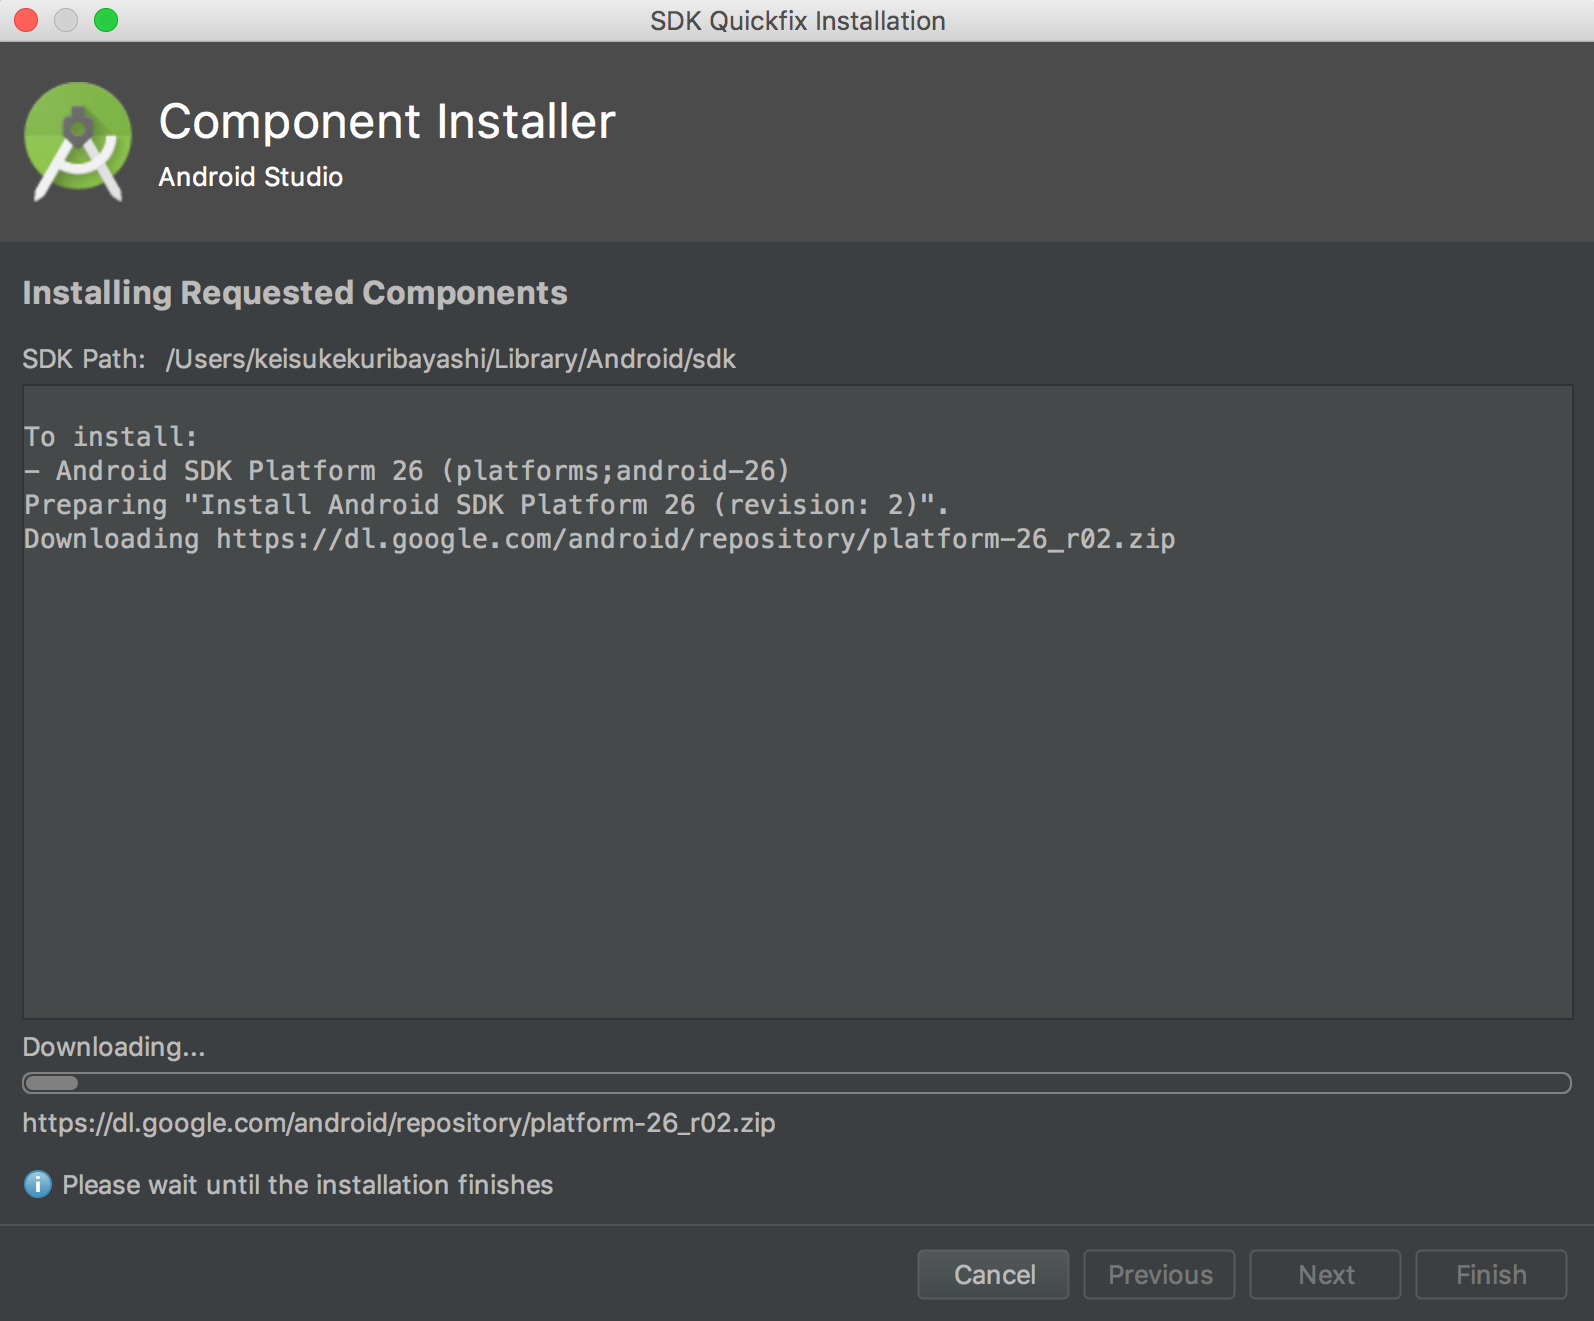 SDK Quickfix Installation
Component Installer
Android Studio
Installing Requested Components
SDK Path: /Users/keisukekuribayashi/Library/Android/sdk
To install:
- Android SDK Platform 26 (platforms;android-26)
Preparing "Install Android SDK Platform 26 (revision: 2)".
Downloading https://dl.google.com/android/repository/platform-26_r02.zip
Downloading...
https://dl.google.com/android/repository/platform-26_r02.zip
Please wait until the installation finishes
Cancel Previous Next Finish